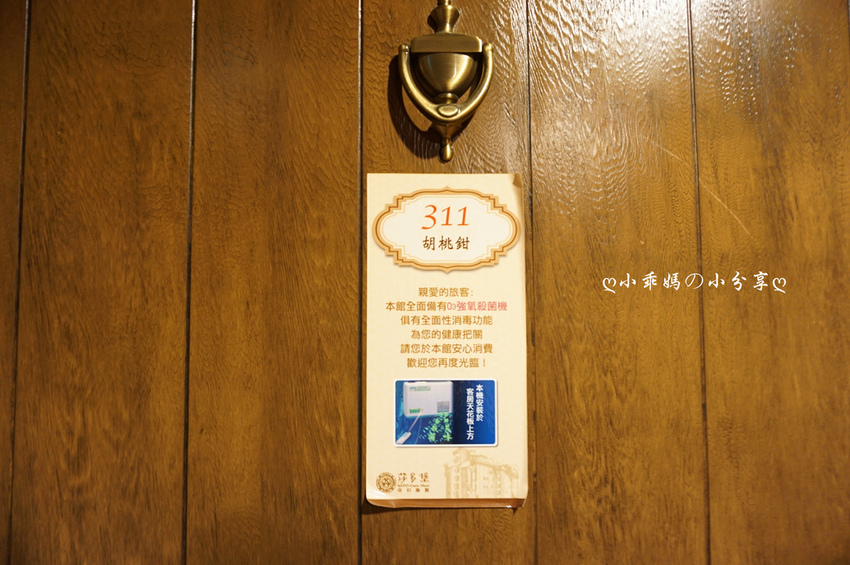 311
胡桃鉗
親愛的旅客:
本館全面備有O3強氧殺菌機
俱有全面性消毒功能
為您的健康把關
請您於本館安心消費
歡迎您再度光臨！
本機安裝於
客房天花板上方
莎多堡
ღ小乖媽の小分享ღ